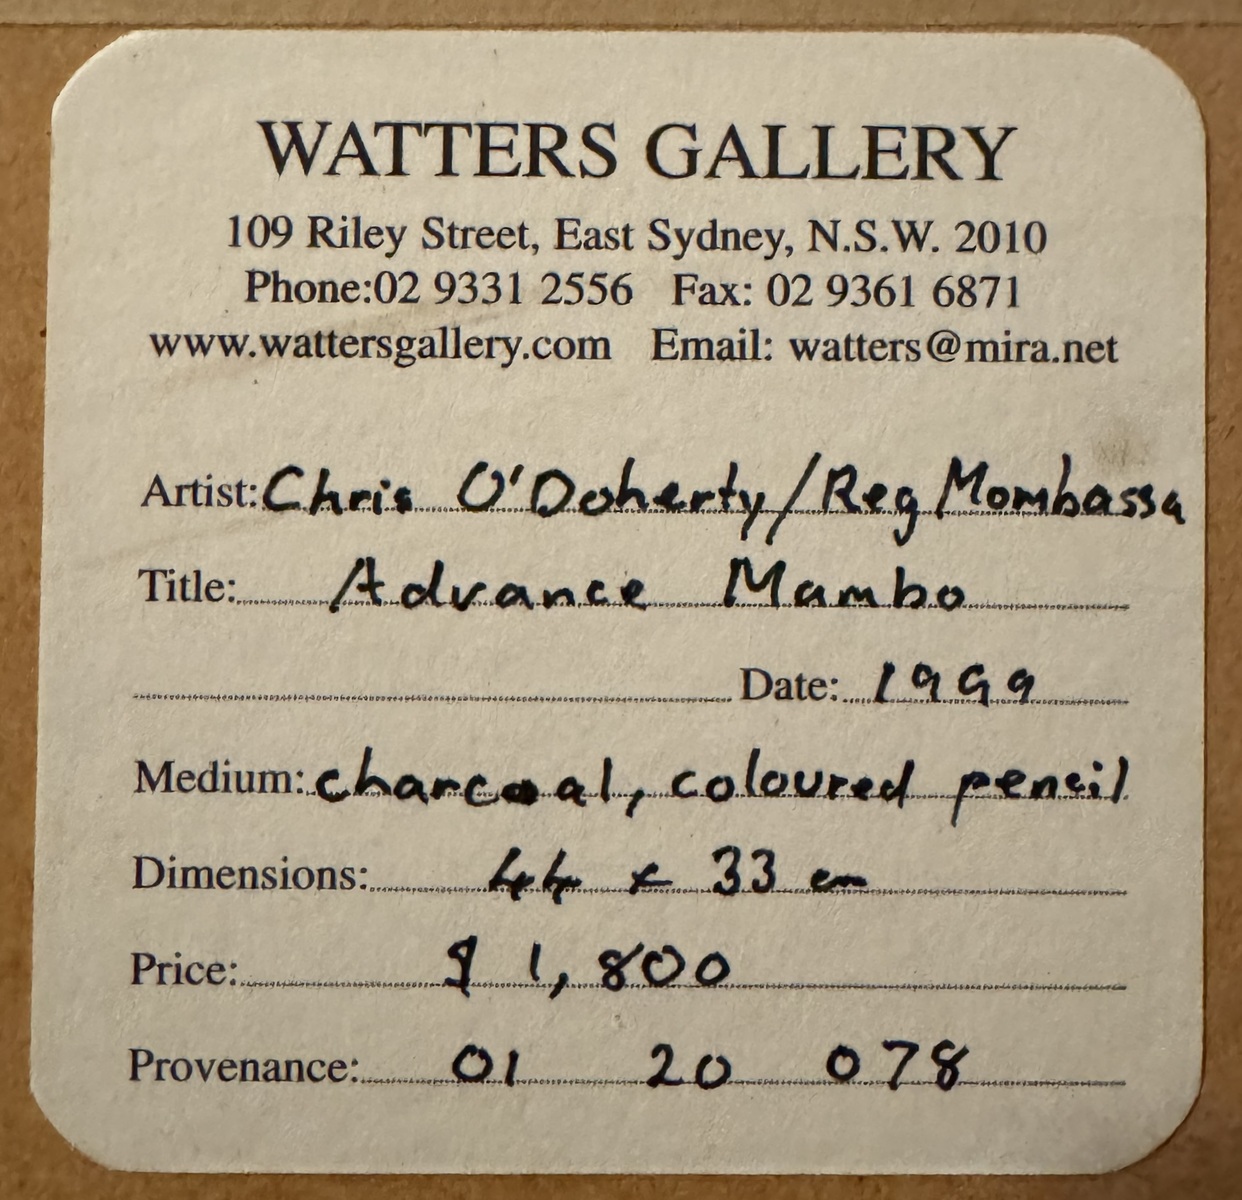 WATTERS GALLERY
109 Riley Street, East Sydney, N.S.W. 2010
Phone:02 9331 2556 Fax: 02 9361 6871
www.wattersgallery.com Email: watters@mira.net
Artist: Chris O'Doherty/Reg Mombassa
Title: Advance Mambo
Date: 1999
Medium: charcoal, coloured pencil
Dimensions: 44 x 33 cm
Price: $ 1,800
Provenance: 01 20 078